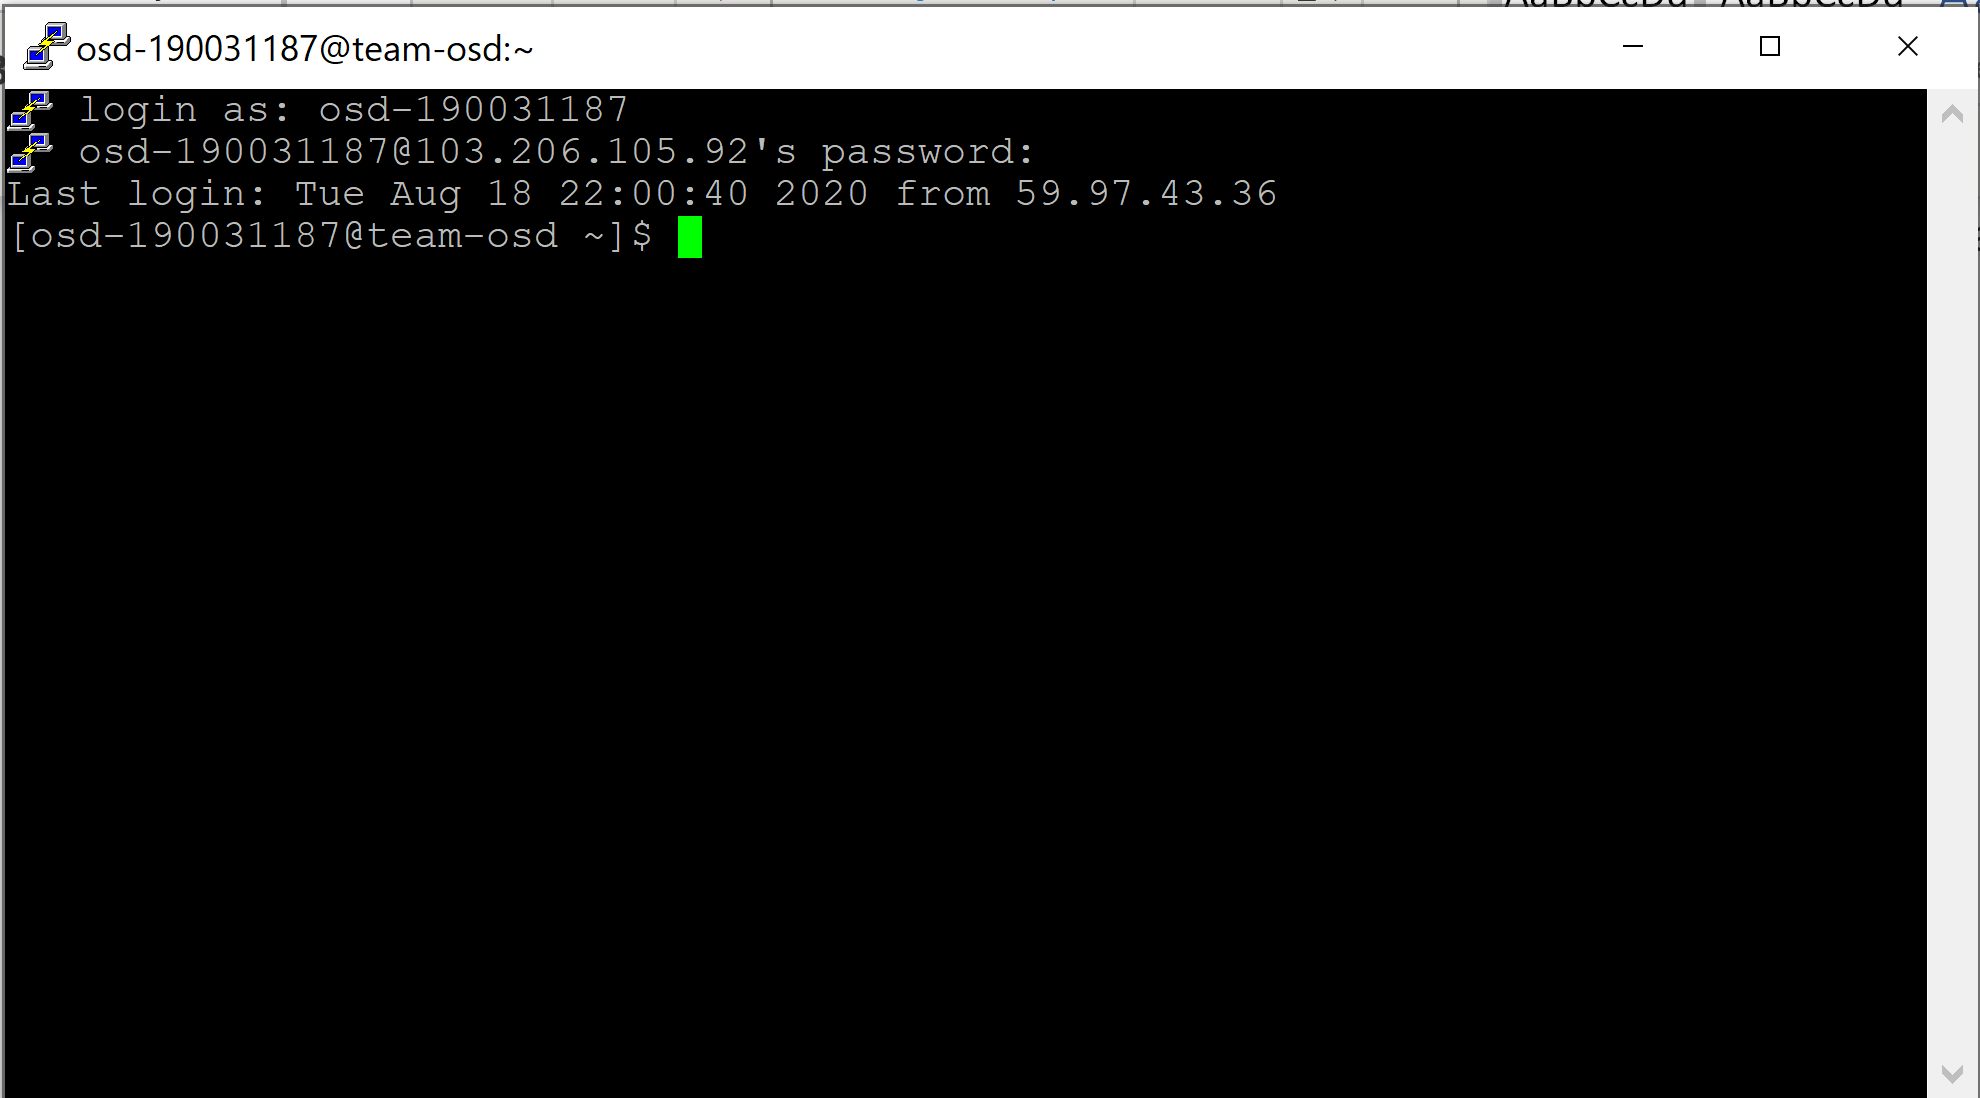 osd-190031187@team-osd:~
login as: osd-190031187
osd-190031187@103.206.105.92's password:
Last login: Tue Aug 18 22:00:40 2020 from 59.97.43.36
[osd-190031187@team-osd ~]$